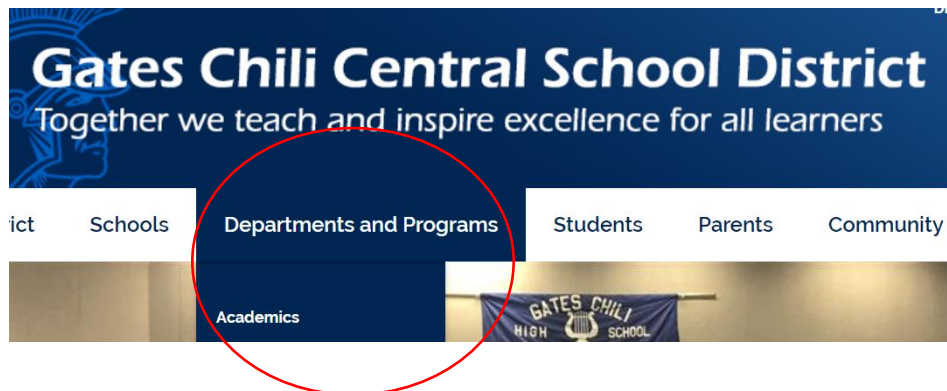 Gates Chili Central School District
Together we teach and inspire excellence for all learners
Schools Departments and Programs Students Parents Community
Academics
GATES CHILI
HIGH SCHOOL